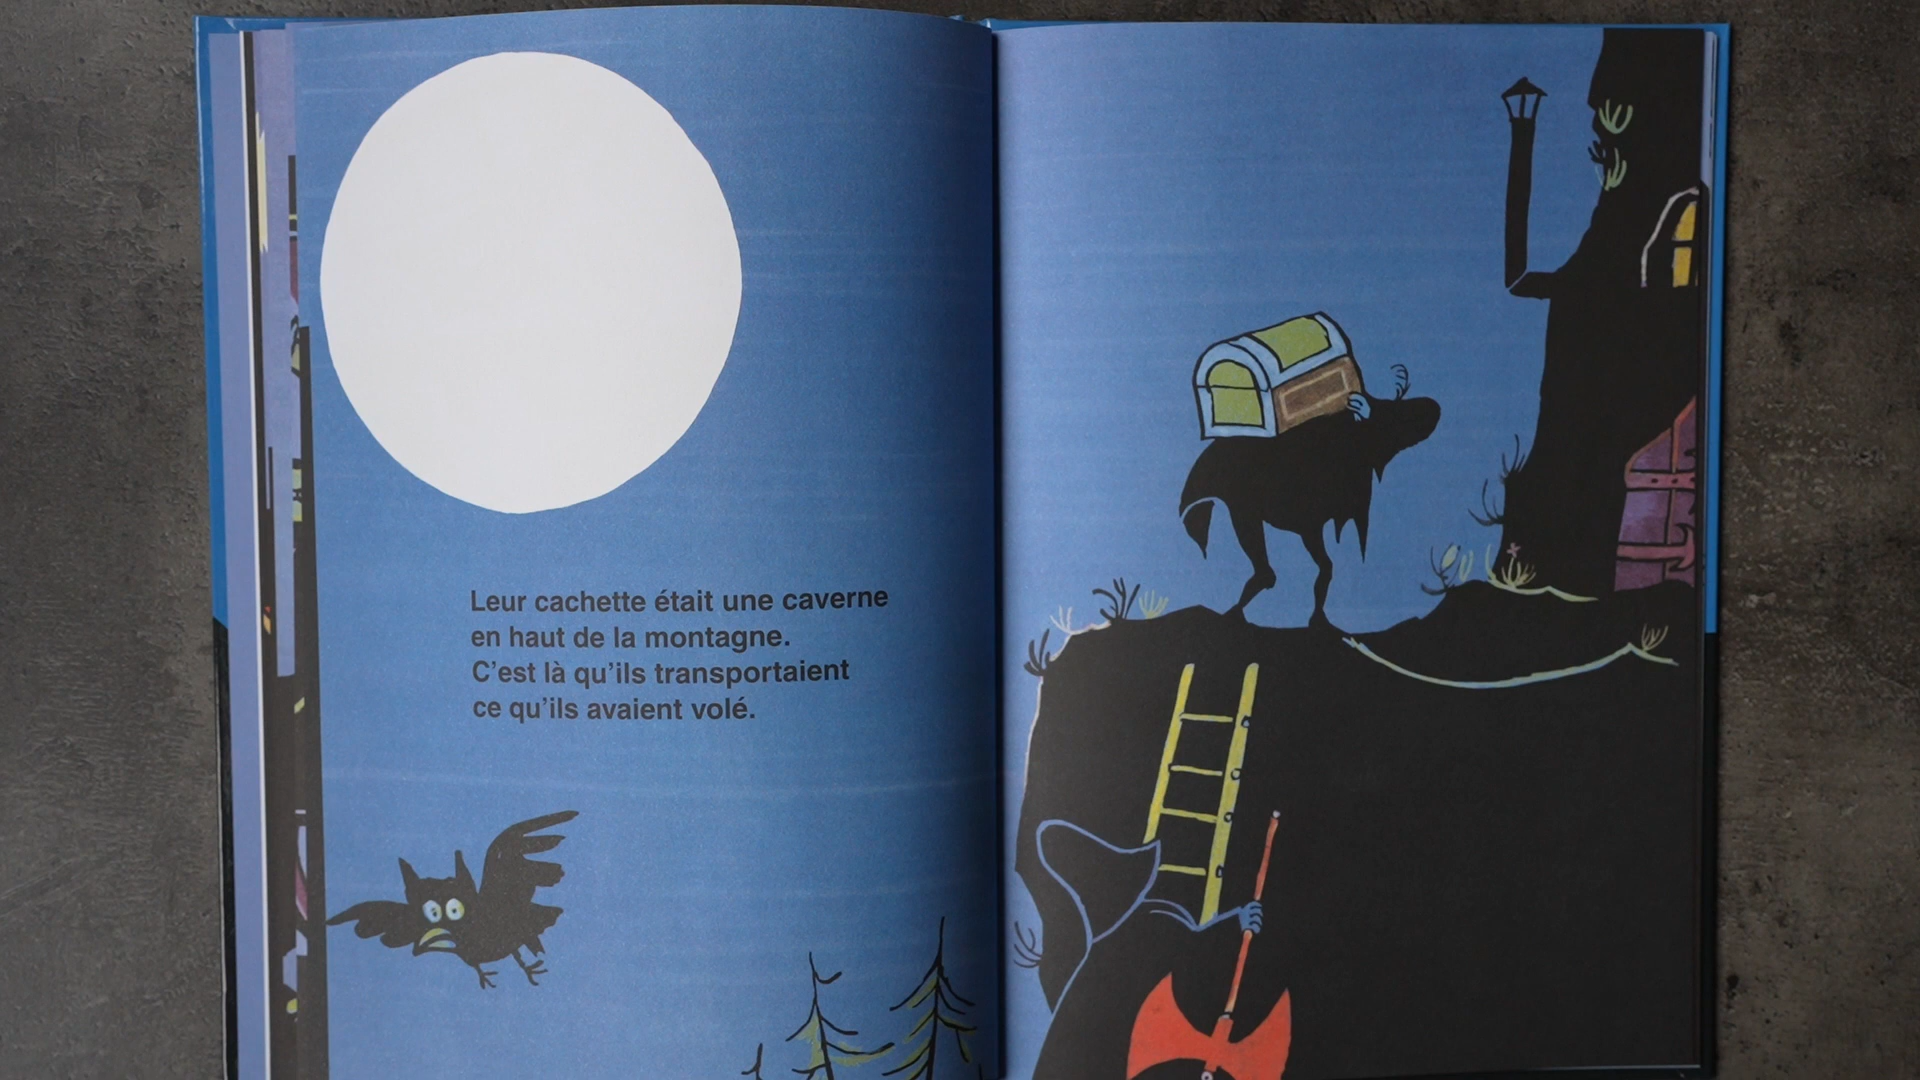 Leur cachette était une caverne
en haut de la montagne.
C'est là qu'ils transportaient
ce qu'ils avaient volé.